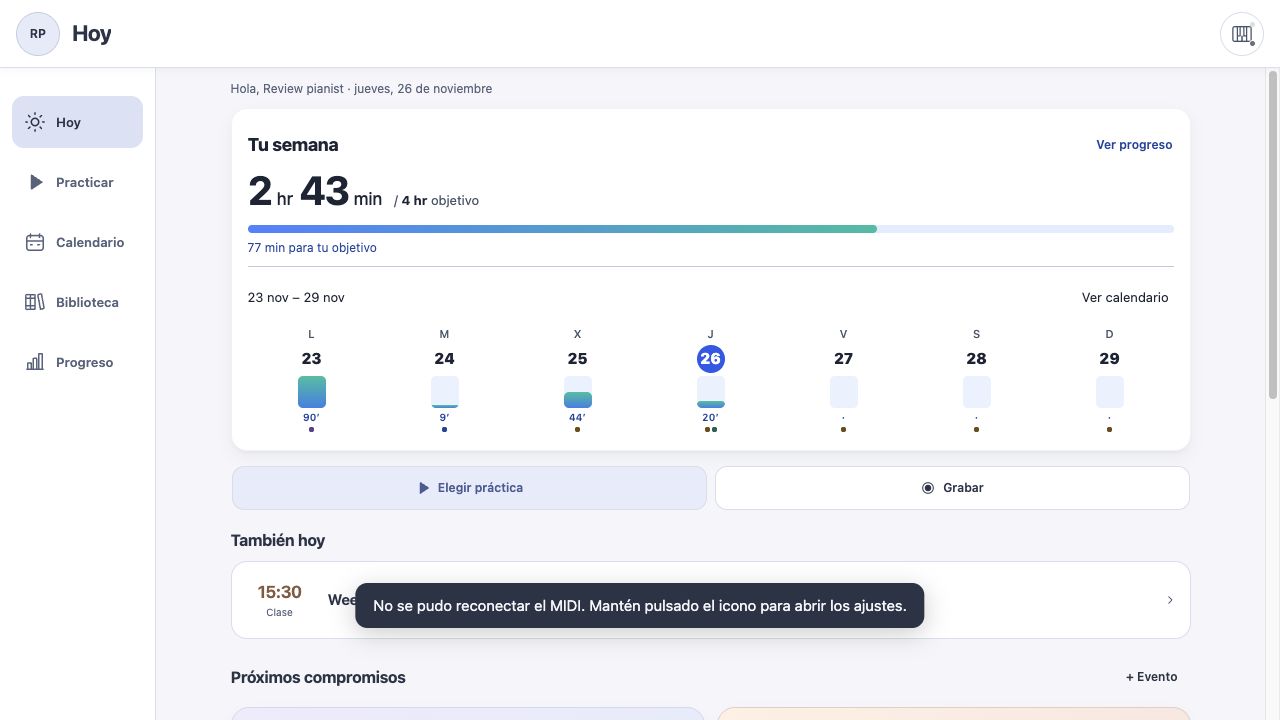 RP
Hoy
Hoy
Practicar
Calendario
Biblioteca
Progreso
Hola, Review pianist · jueves, 26 de noviembre
Tu semana
Ver progreso
2 hr 43 min / 4 hr objetivo
77 min para tu objetivo
23 nov – 29 nov
Ver calendario
L M X J V S D
23 24 25 26 27 28 29
90′ 9′ 44′ 20′ · · ·
Elegir práctica
Grabar
También hoy
15:30
Clase
No se pudo reconectar el MIDI. Mantén pulsado el icono para abrir los ajustes.
Próximos compromisos
+ Evento